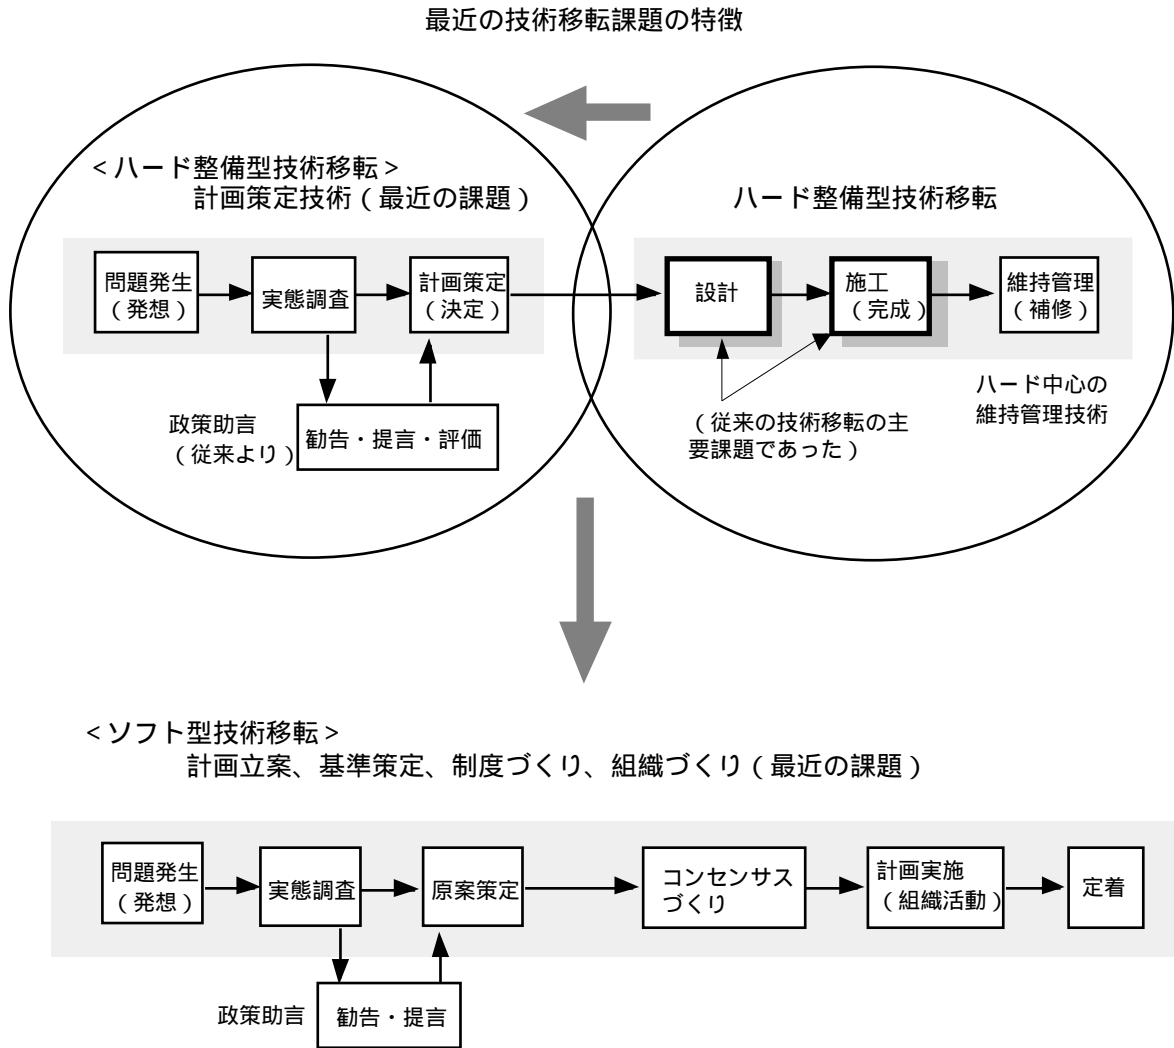 最近の技術移転課題の特徴
<ハード整備型技術移転>
計画策定技術(最近の課題)
問題発生
(発想)
実態調査
計画策定
(決定)
政策助言
(従来より)
勧告・提言・評価
ハード整備型技術移転
設計
施工
(完成)
維持管理
(補修)
(従来の技術移転の主
要課題であった)
ハード中心の
維持管理技術
<ソフト型技術移転>
計画立案、基準策定、制度づくり、組織づくり(最近の課題)
問題発生
(発想)
実態調査
原案策定
コンセンサス
づくり
計画実施
(組織活動)
定着
政策助言
勧告・提言